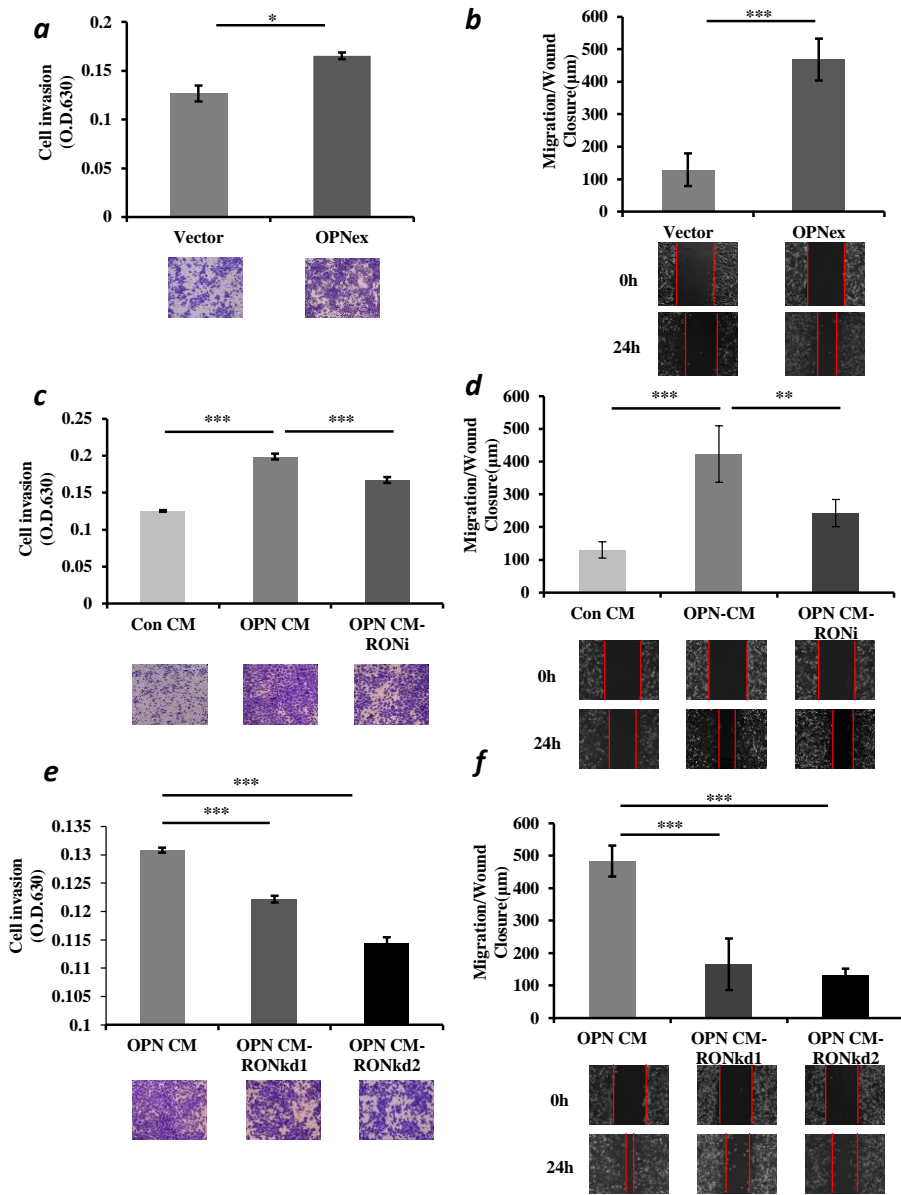 a
*
Cell invasion
(O.D.630)
0.2
0.15
0.1
0.05
0
Vector
OPNex
b
***
Migration/Wound
Closure(µm)
600
500
400
300
200
100
0
Vector
OPNex
0h
24h
c
***
***
Cell invasion
(O.D.630)
0.25
0.2
0.15
0.1
0.05
0
Con CM
OPN CM
OPN CM-
RONi
d
***
**
Migration/Wound
Closure(µm)
600
500
400
300
200
100
0
Con CM
OPN-CM
OPN CM-
RONi
0h
24h
e
***
***
Cell invasion
(O.D.630)
0.135
0.13
0.125
0.12
0.115
0.11
0.105
0.1
OPN CM
OPN CM-
RONkd1
OPN CM-
RONkd2
f
***
***
Migration/Wound
Closure(µm)
600
500
400
300
200
100
0
OPN CM
OPN CM-
RONkd1
OPN CM-
RONkd2
0h
24h